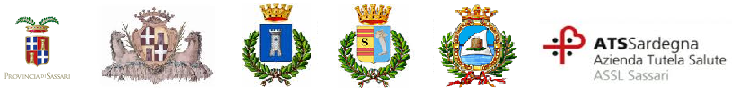 PROVINCIA DI SASSARI
S
ATSSardegna
Azienda Tutela Salute
ASSL Sassari